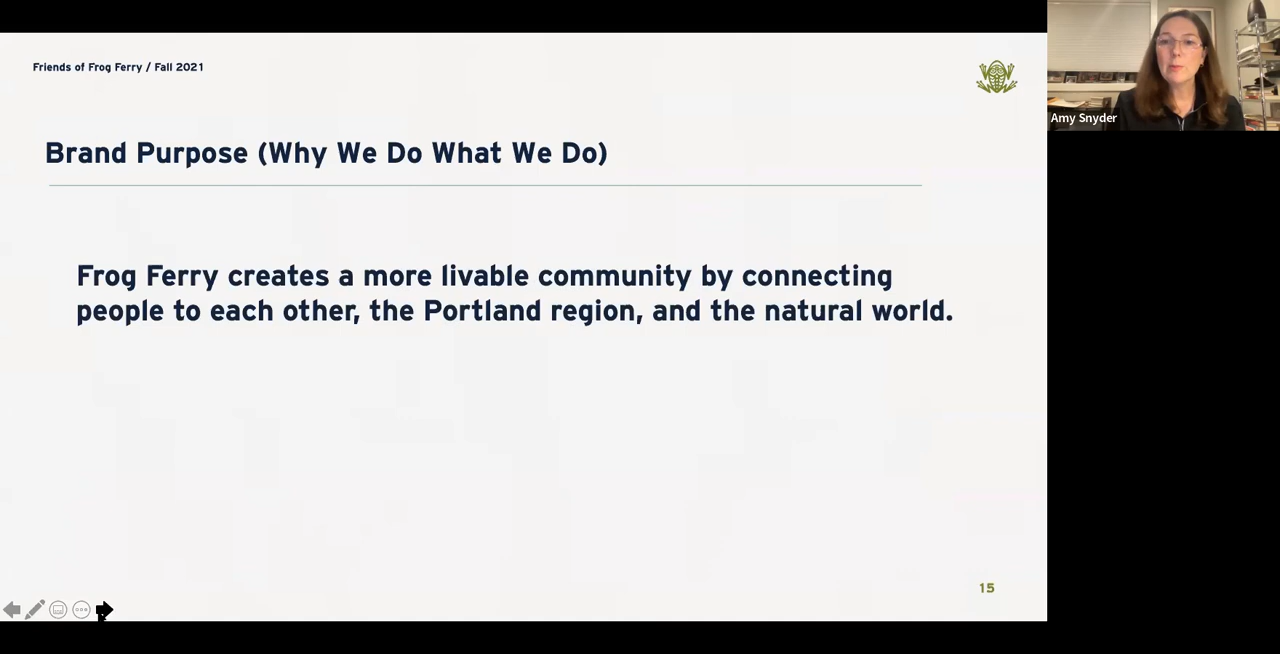 Friends of Frog Ferry / Fall 2021
Amy Snyder
Brand Purpose (Why We Do What We Do)
Frog Ferry creates a more livable community by connecting
people to each other, the Portland region, and the natural world.
15